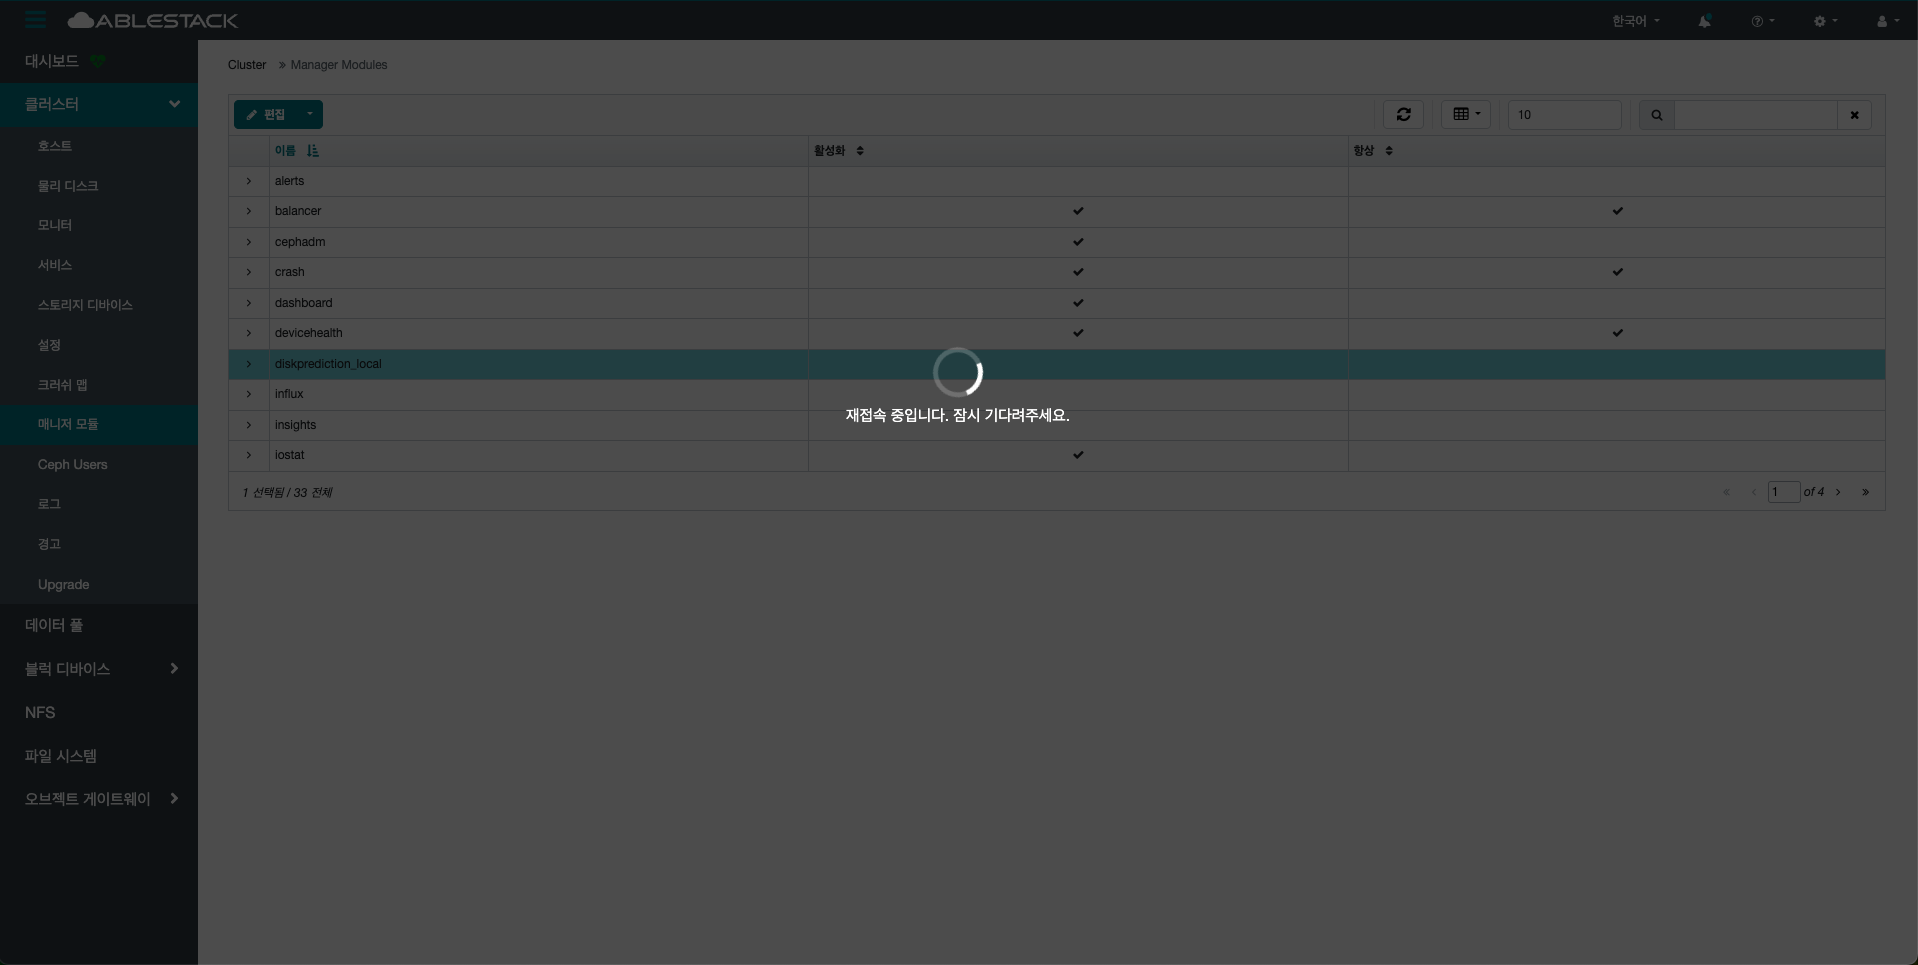 ABLESTACK
한국어
대시보드
클러스터
호스트
물리 디스크
모니터
서비스
스토리지 디바이스
설정
크러쉬 맵
매니저 모듈
Ceph Users
로그
경고
Upgrade
데이터 풀
블럭 디바이스
NFS
파일 시스템
오브젝트 게이트웨이
Cluster » Manager Modules
편집
10
이름 활성화 항상
alerts
balancer
cephadm
crash
dashboard
devicehealth
diskprediction_local
influx
insights
iostat
재접속 중입니다. 잠시 기다려주세요.
1 선택됨 / 33 전체
1 of 4